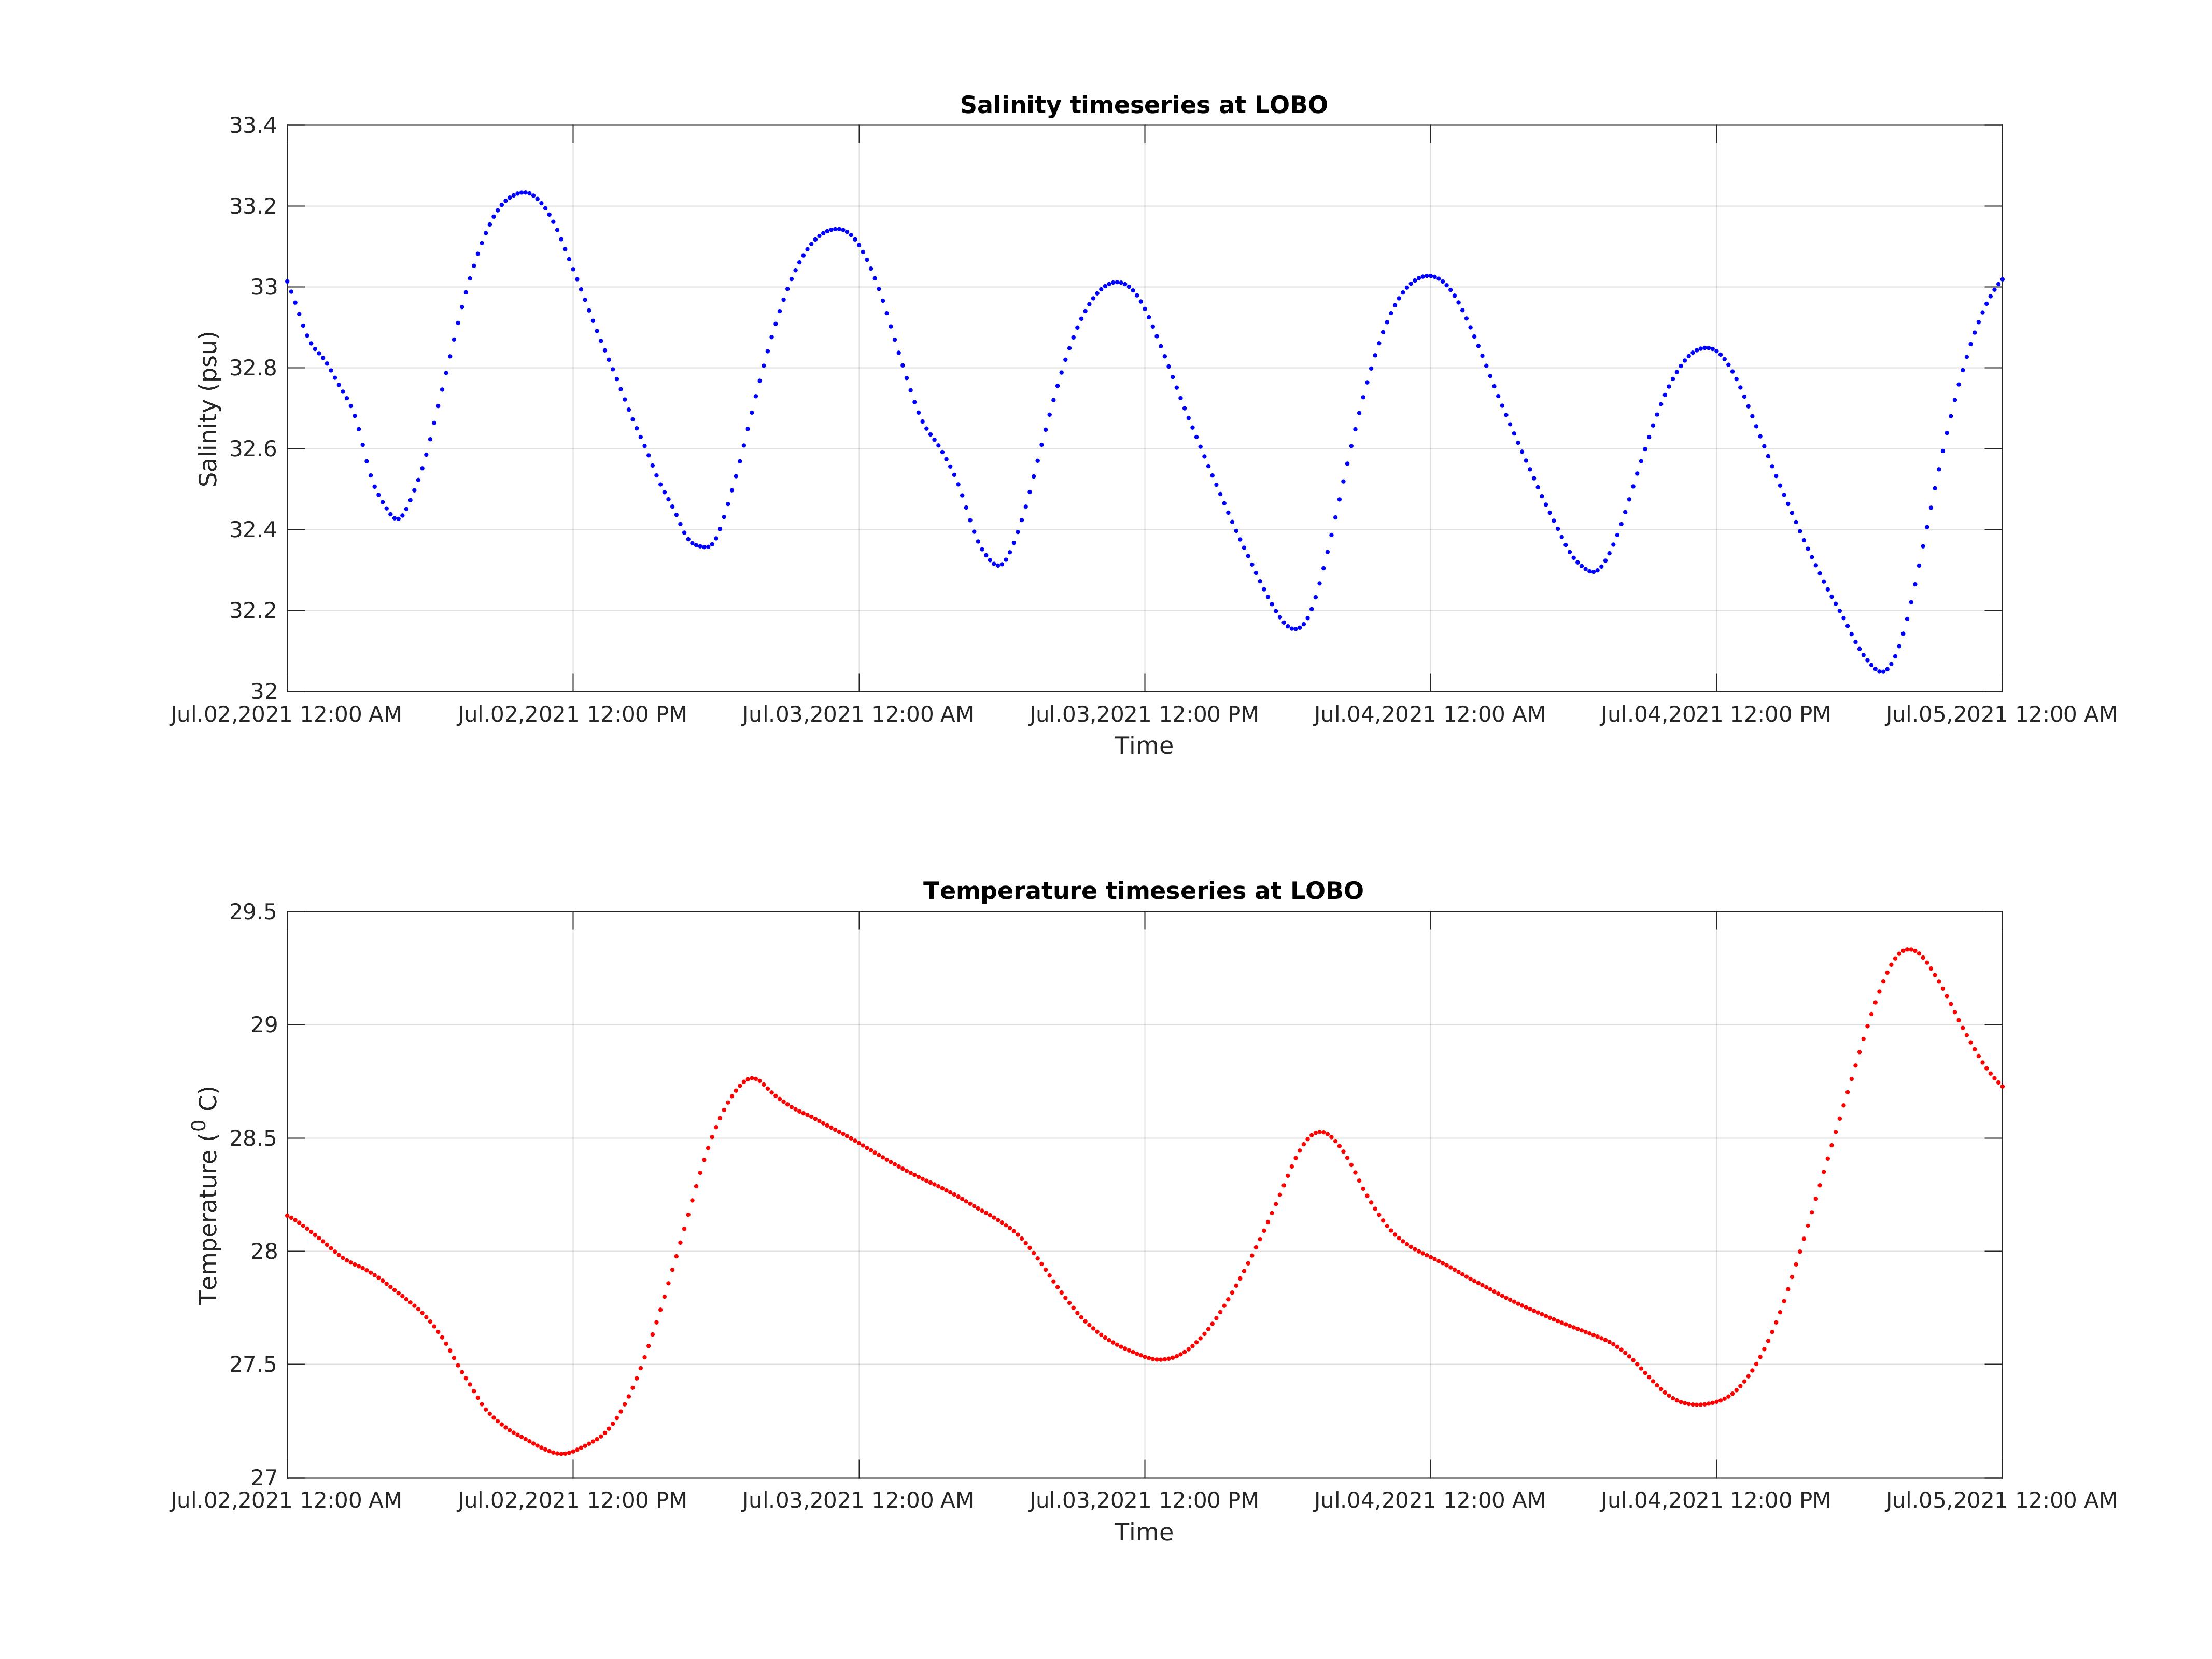 Salinity timeseries at LOBO
33.4
33.2
33
32.8
32.6
32.4
32.2
32
Salinity (psu)
Jul.02,2021 12:00 AM Jul.02,2021 12:00 PM Jul.03,2021 12:00 AM Jul.03,2021 12:00 PM Jul.04,2021 12:00 AM Jul.04,2021 12:00 PM Jul.05,2021 12:00 AM
Time
Temperature timeseries at LOBO
29.5
29
28.5
28
27.5
27
Temperature (⁰ C)
Jul.02,2021 12:00 AM Jul.02,2021 12:00 PM Jul.03,2021 12:00 AM Jul.03,2021 12:00 PM Jul.04,2021 12:00 AM Jul.04,2021 12:00 PM Jul.05,2021 12:00 AM
Time